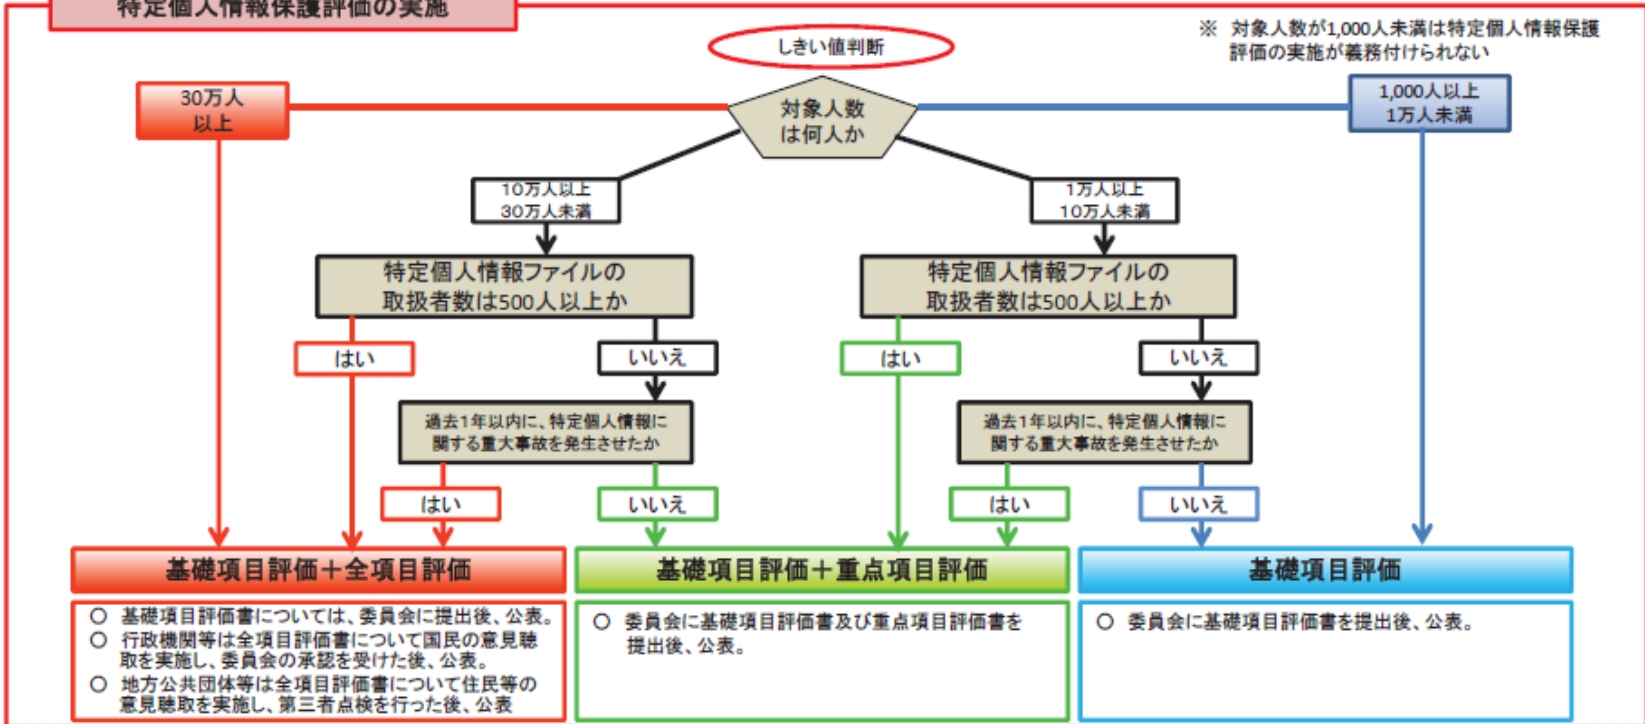 特定個人情報保護評価の実施
しきい値判断
※ 対象人数が1,000人未満は特定個人情報保護
評価の実施が義務付けられない
30万人
以上
対象人数
は何人か
1,000人以上
1万人未満
10万人以上
30万人未満
1万人以上
10万人未満
特定個人情報ファイルの
取扱者数は500人以上か
特定個人情報ファイルの
取扱者数は500人以上か
はい
いいえ
はい
いいえ
過去1年以内に、特定個人情報に
関する重大事故を発生させたか
過去1年以内に、特定個人情報に
関する重大事故を発生させたか
はい
いいえ
はい
いいえ
基礎項目評価+全項目評価
○ 基礎項目評価書については、委員会に提出後、公表。
○ 行政機関等は全項目評価書について国民の意見聴
取を実施し、委員会の承認を受けた後、公表。
○ 地方公共団体等は全項目評価書について住民等の
意見聴取を実施し、第三者点検を行った後、公表
基礎項目評価+重点項目評価
○ 委員会に基礎項目評価書及び重点項目評価書を
提出後、公表。
基礎項目評価
○ 委員会に基礎項目評価書を提出後、公表。